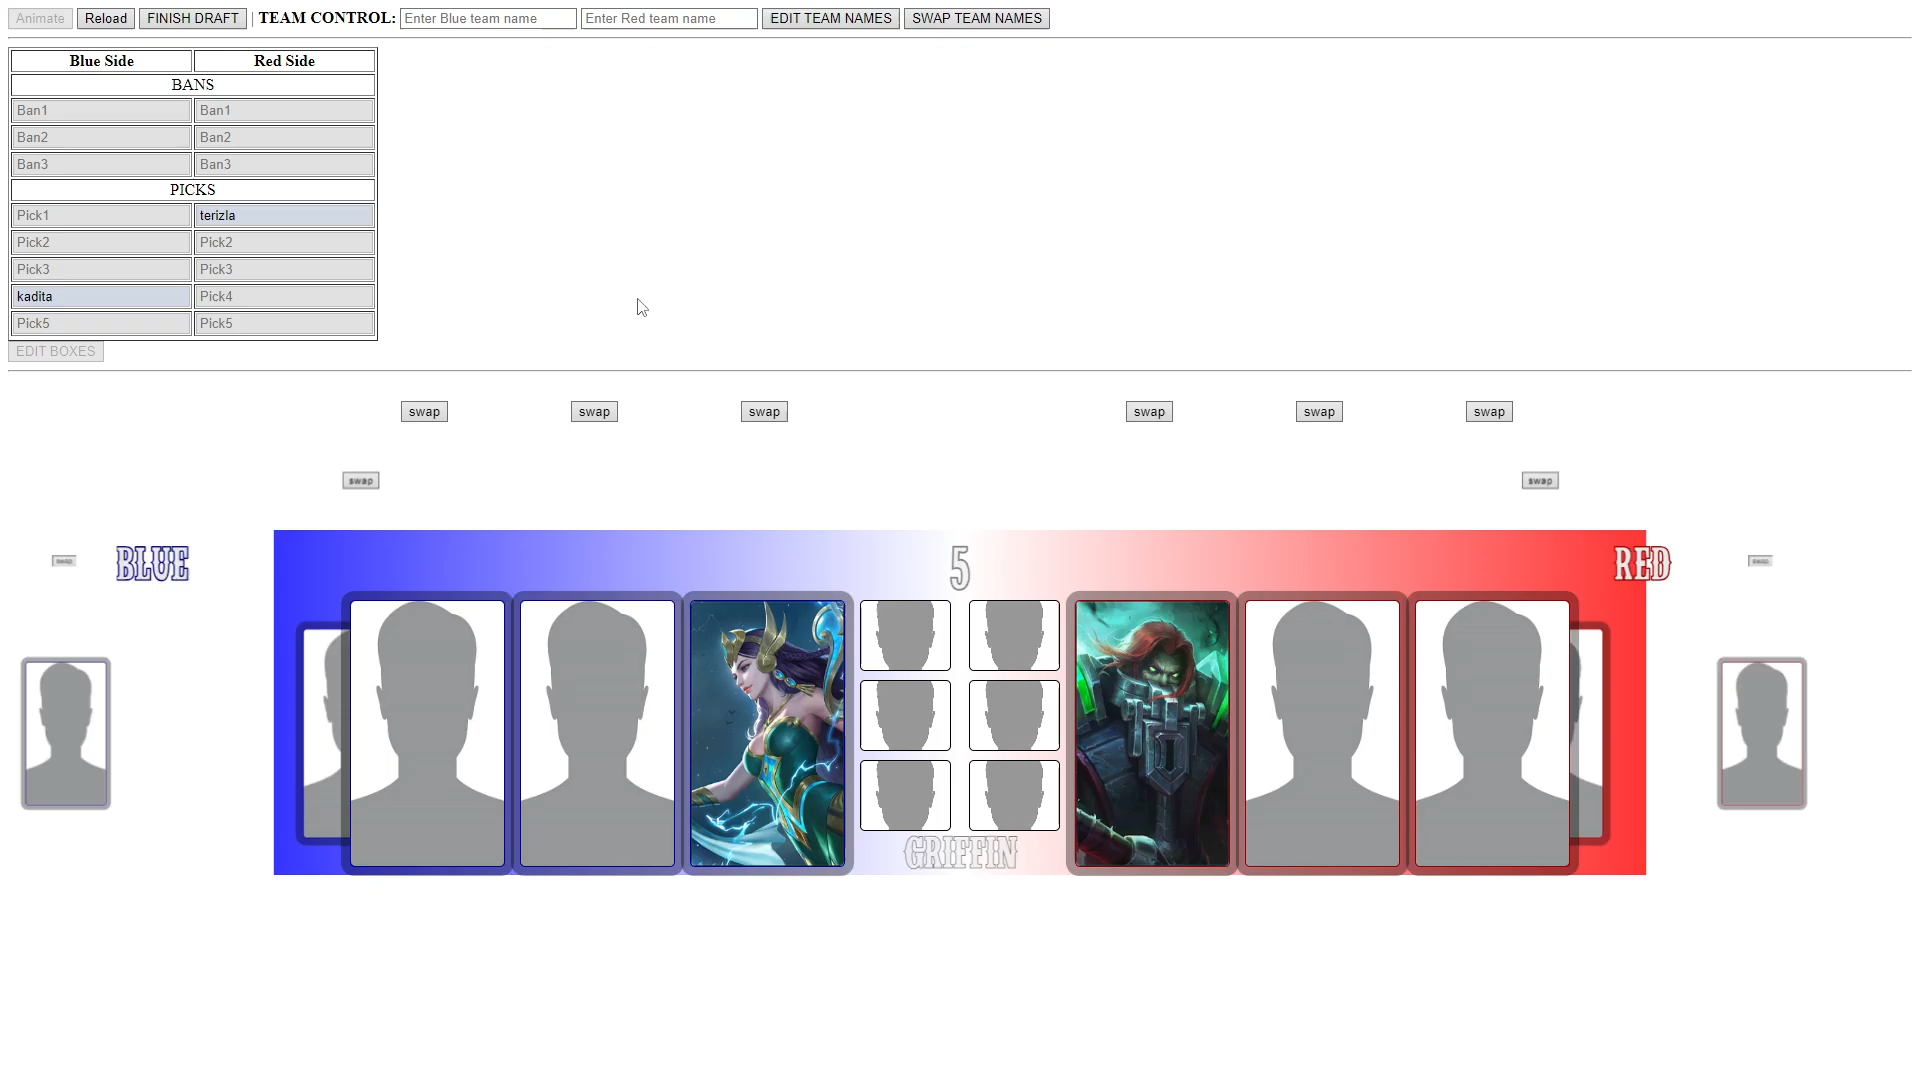 Animate Reload FINISH DRAFT | TEAM CONTROL: Enter Blue team name Enter Red team name EDIT TEAM NAMES SWAP TEAM NAMES
Blue Side Red Side
BANS
Ban1 Ban1
Ban2 Ban2
Ban3 Ban3
PICKS
Pick1 terizla
Pick2 Pick2
Pick3 Pick3
kadita Pick4
Pick5 Pick5
EDIT BOXES
swap swap swap swap swap swap
swap swap
swap BLUE 5 RED swap
GRIFFIN